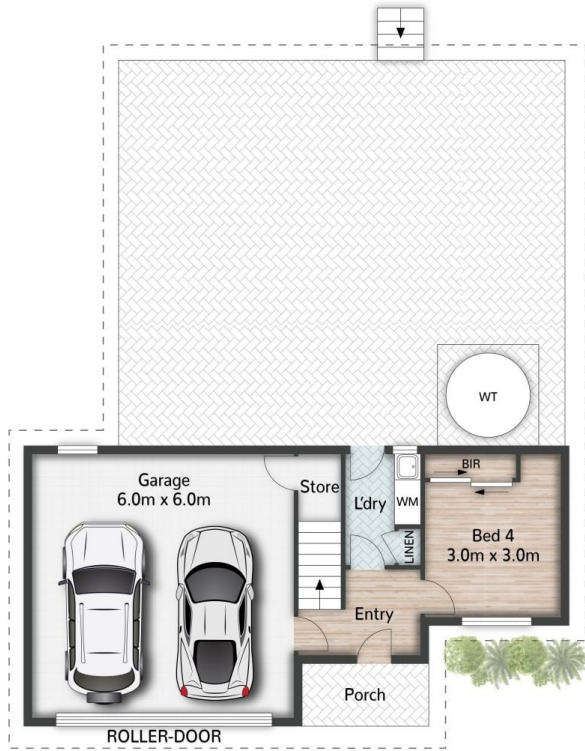 WT
BIR
Garage
6.0m x 6.0m
Store
L'dry
WM
LINEN
Bed 4
3.0m x 3.0m
Entry
Porch
ROLLER-DOOR